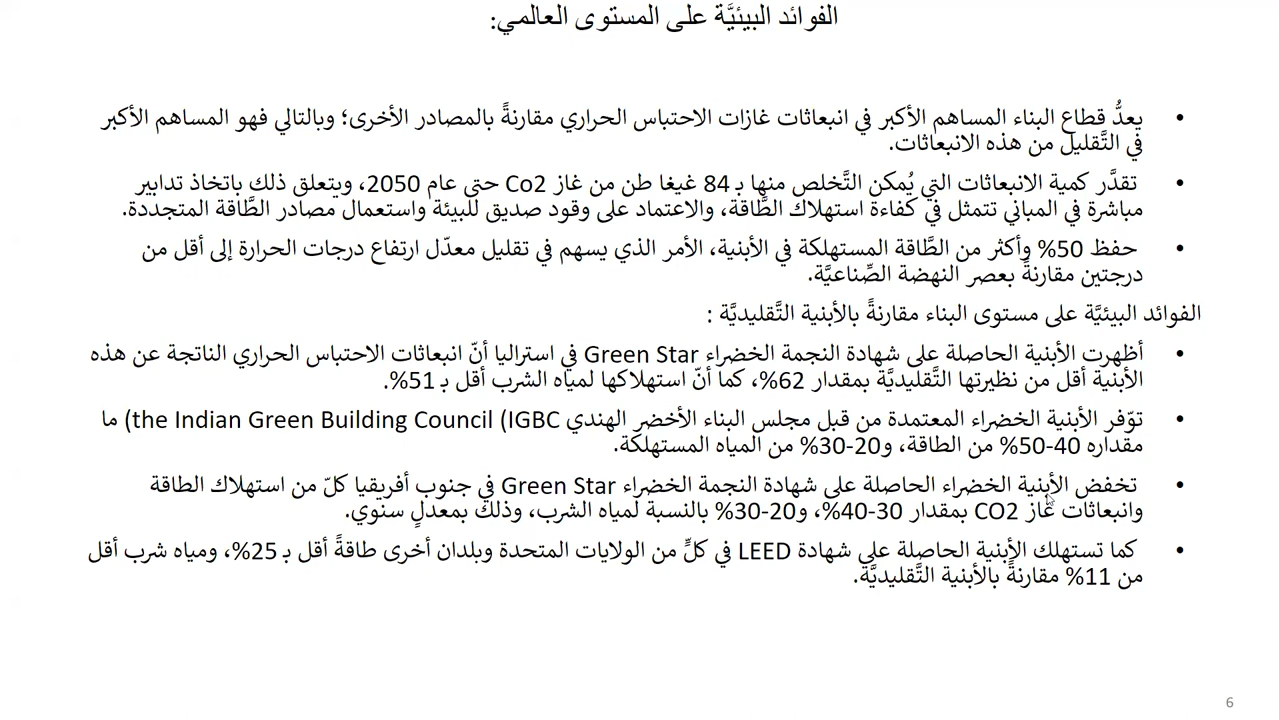 الفوائد البيئيَّة على المستوى العالمي:
• يعدُّ قطاع البناء المساهم الأكبر في انبعاثات غازات الاحتباس الحراري مقارنةً بالمصادر الأخرى؛ وبالتالي فهو المساهم الأكبر
في التَّقليل من هذه الانبعاثات.
• تقدَّر كمية الانبعاثات التي يُمكن التَّخلص منها بـ 84 غيغا طن من غاز Co2 حتى عام 2050، ويتعلق ذلك باتخاذ تدابير
مباشرة في المباني تتمثل في كفاءة استهلاك الطَّاقة، والاعتماد على وقود صديق للبيئة واستعمال مصادر الطَّاقة المتجددة.
• حفظ 50% وأكثر من الطَّاقة المستهلكة في الأبنية، الأمر الذي يسهم في تقليل معدّل ارتفاع درجات الحرارة إلى أقل من
درجتين مقارنةً بعصر النهضة الصِّناعيَّة.
الفوائد البيئيَّة على مستوى البناء مقارنةً بالأبنية التَّقليديَّة :
• أظهرت الأبنية الحاصلة على شهادة النجمة الخضراء Green Star في استراليا أنّ انبعاثات الاحتباس الحراري الناتجة عن هذه
الأبنية أقل من نظيرتها التَّقليديَّة بمقدار 62%، كما أنّ استهلاكها لمياه الشرب أقل بـ 51%.
• توّفر الأبنية الخضراء المعتمدة من قبل مجلس البناء الأخضر الهندي the Indian Green Building Council (IGBC) ما
مقداره 40-50% من الطاقة، و20-30% من المياه المستهلكة.
• تخفض الأبنية الخضراء الحاصلة على شهادة النجمة الخضراء Green Star في جنوب أفريقيا كلّ من استهلاك الطاقة
وانبعاثات غاز CO2 بمقدار 30-40%، و20-30% بالنسبة لمياه الشرب، وذلك بمعدلٍ سنوي.
• كما تستهلك الأبنية الحاصلة على شهادة LEED في كلٍّ من الولايات المتحدة وبلدان أخرى طاقةً أقل بـ 25%، ومياه شرب أقل
من 11% مقارنةً بالأبنية التَّقليديَّة.
6